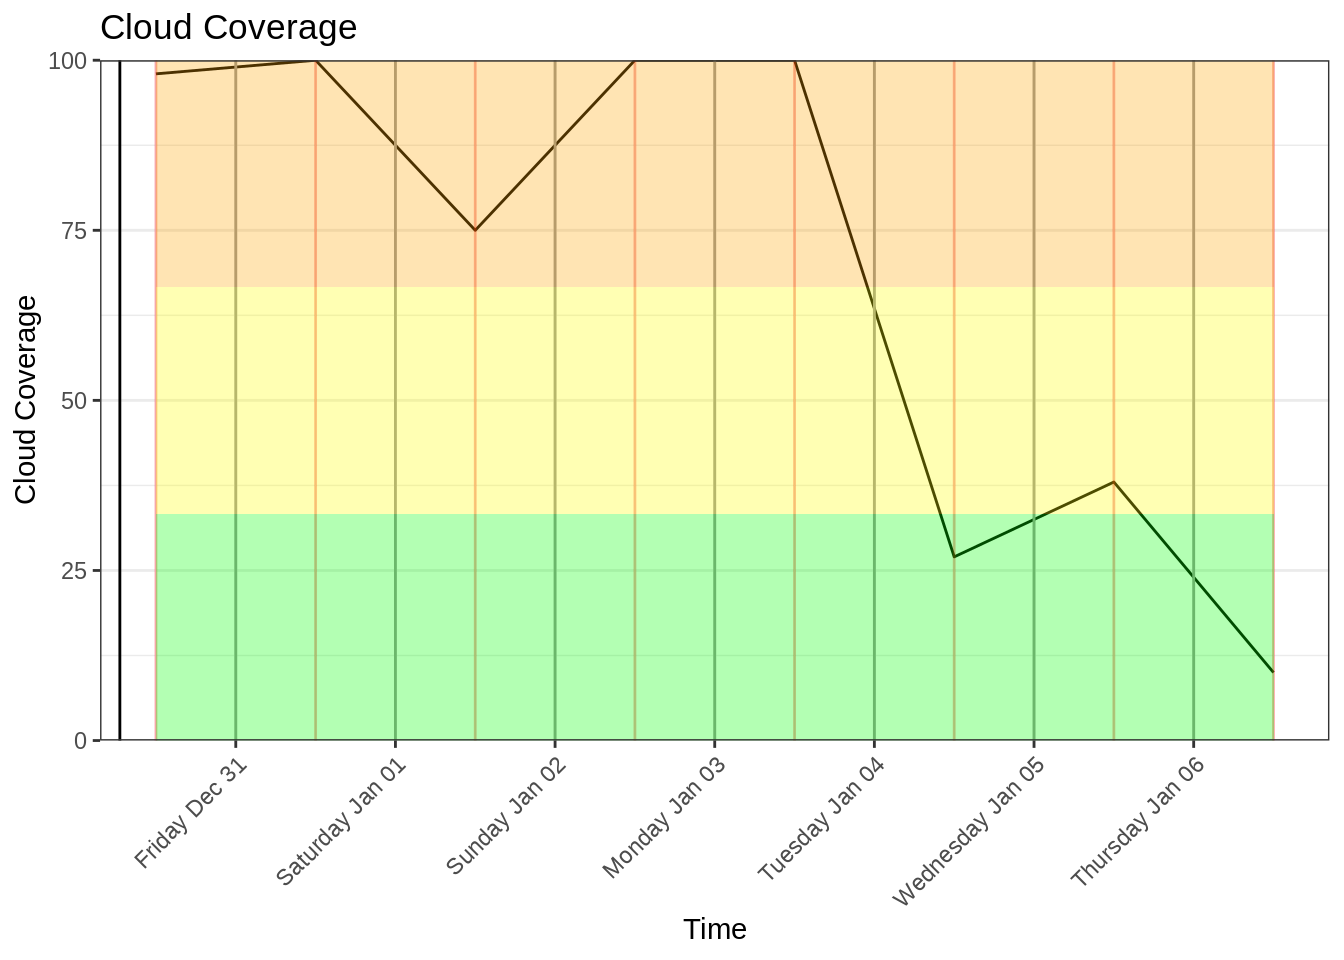 Cloud Coverage
Cloud Coverage
100
75
50
25
0
Friday Dec 31
Saturday Jan 01
Sunday Jan 02
Monday Jan 03
Tuesday Jan 04
Wednesday Jan 05
Thursday Jan 06
Time